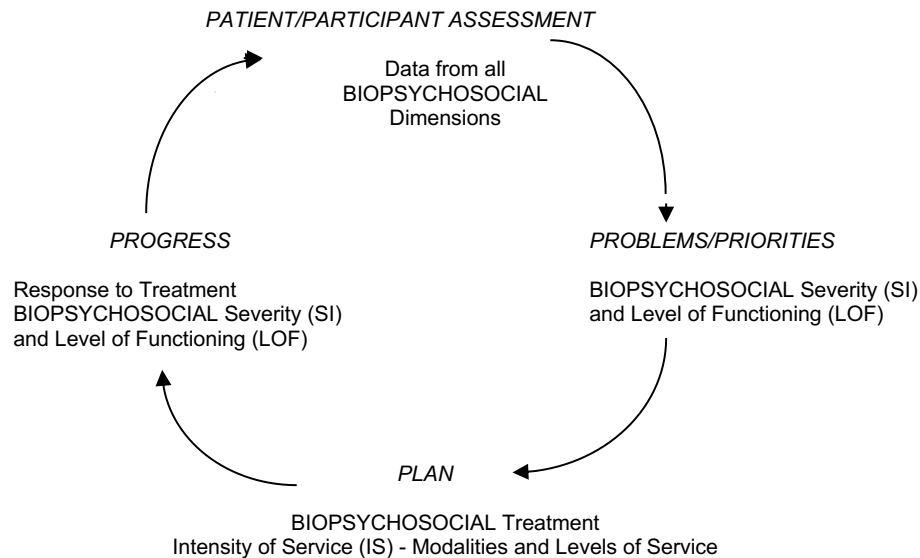 PATIENT/PARTICIPANT ASSESSMENT
Data from all
BIOPSYCHOSOCIAL
Dimensions
PROGRESS
Response to Treatment
BIOPSYCHOSOCIAL Severity (SI)
and Level of Functioning (LOF)
PROBLEMS/PRIORITIES
BIOPSYCHOSOCIAL Severity (SI)
and Level of Functioning (LOF)
PLAN
BIOPSYCHOSOCIAL Treatment
Intensity of Service (IS) - Modalities and Levels of Service